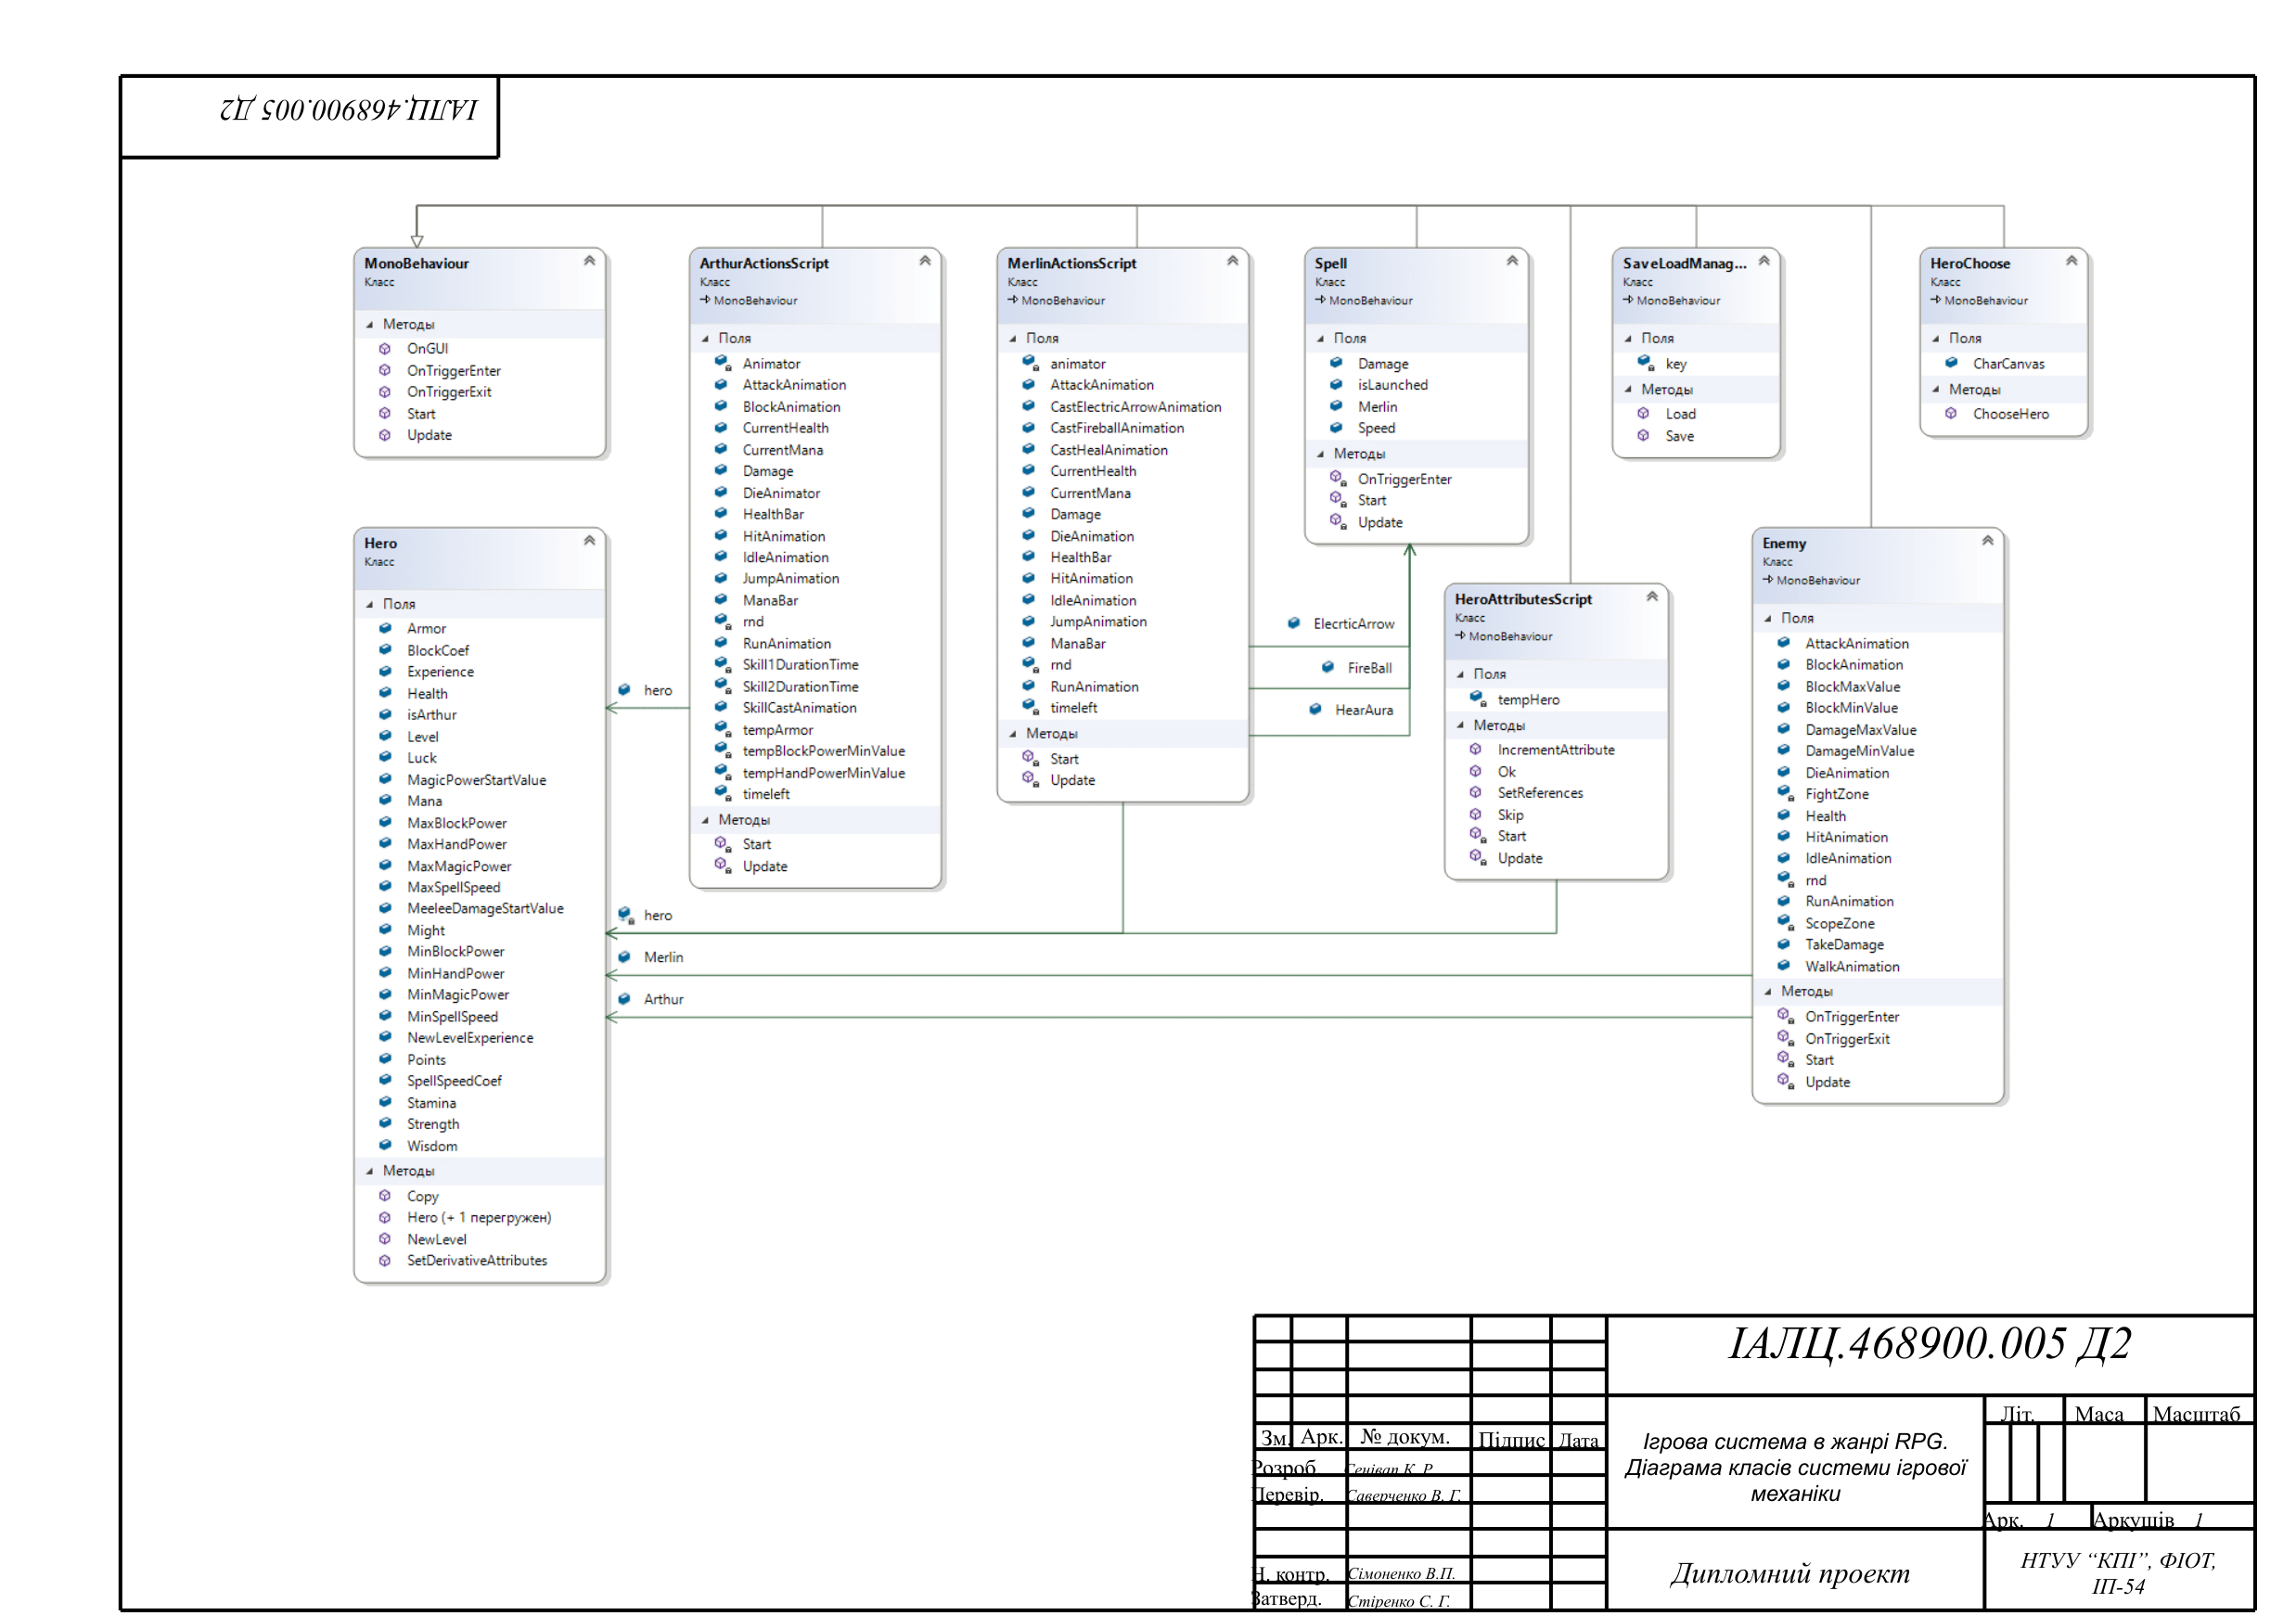 ІАЛЦ.468900.005 Д2
MonoBehaviour
Класс
Методы
OnGUI
OnTriggerEnter
OnTriggerExit
Start
Update
ArthurActionsScript
Класс
MonoBehaviour
Поля
Animator
AttackAnimation
BlockAnimation
CurrentHealth
CurrentMana
Damage
DieAnimator
HealthBar
HitAnimation
IdleAnimation
JumpAnimation
ManaBar
rnd
RunAnimation
Skill1DurationTime
Skill2DurationTime
SkillCastAnimation
tempArmor
tempBlockPowerMinValue
tempHandPowerMinValue
timeleft
Методы
Start
Update
MerlinActionsScript
Класс
MonoBehaviour
Поля
animator
AttackAnimation
CastElectricArrowAnimation
CastFireballAnimation
CastHealAnimation
CurrentHealth
CurrentMana
Damage
DieAnimation
HealthBar
HitAnimation
IdleAnimation
JumpAnimation
ManaBar
rnd
RunAnimation
timeleft
Методы
Start
Update
Spell
Класс
MonoBehaviour
Поля
Damage
isLaunched
Merlin
Speed
Методы
OnTriggerEnter
Start
Update
SaveLoadManag...
Класс
MonoBehaviour
Поля
key
Методы
Load
Save
HeroChoose
Класс
MonoBehaviour
Поля
CharCanvas
Методы
ChooseHero
Hero
Класс
Поля
Armor
BlockCoef
Experience
Health
isArthur
Level
Luck
MagicPowerStartValue
Mana
MaxBlockPower
MaxHandPower
MaxMagicPower
MaxSpellSpeed
MeeleeDamageStartValue
Might
MinBlockPower
MinHandPower
MinMagicPower
MinSpellSpeed
NewLevelExperience
Points
SpellSpeedCoef
Stamina
Strength
Wisdom
Методы
Copy
Hero (+ 1 перегружен)
NewLevel
SetDerivativeAttributes
hero
hero
Merlin
Arthur
ElecrticArrow
FireBall
HearAura
HeroAttributesScript
Класс
MonoBehaviour
Поля
tempHero
Методы
IncrementAttribute
Ok
SetReferences
Skip
Start
Update
Enemy
Класс
MonoBehaviour
Поля
AttackAnimation
BlockAnimation
BlockMaxValue
BlockMinValue
DamageMaxValue
DamageMinValue
DieAnimation
FightZone
Health
HitAnimation
IdleAnimation
rnd
RunAnimation
ScopeZone
TakeDamage
WalkAnimation
Методы
OnTriggerEnter
OnTriggerExit
Start
Update
ІАЛЦ.468900.005 Д2
Зм. Арк. № докум. Підпис Дата
Розроб. К. Р.
Перевір. Саверченко В. Г.
Н. контр. Сімоненко В.П.
Затверд. Стіренко С. Г.
Ігрова система в жанрі RPG.
Діаграма класів системи ігрової
механіки
Літ. Маса Масштаб
Арк. 1 Аркушів 1
Дипломний проект
НТУУ “КПІ”, ФІОТ,
ІП-54